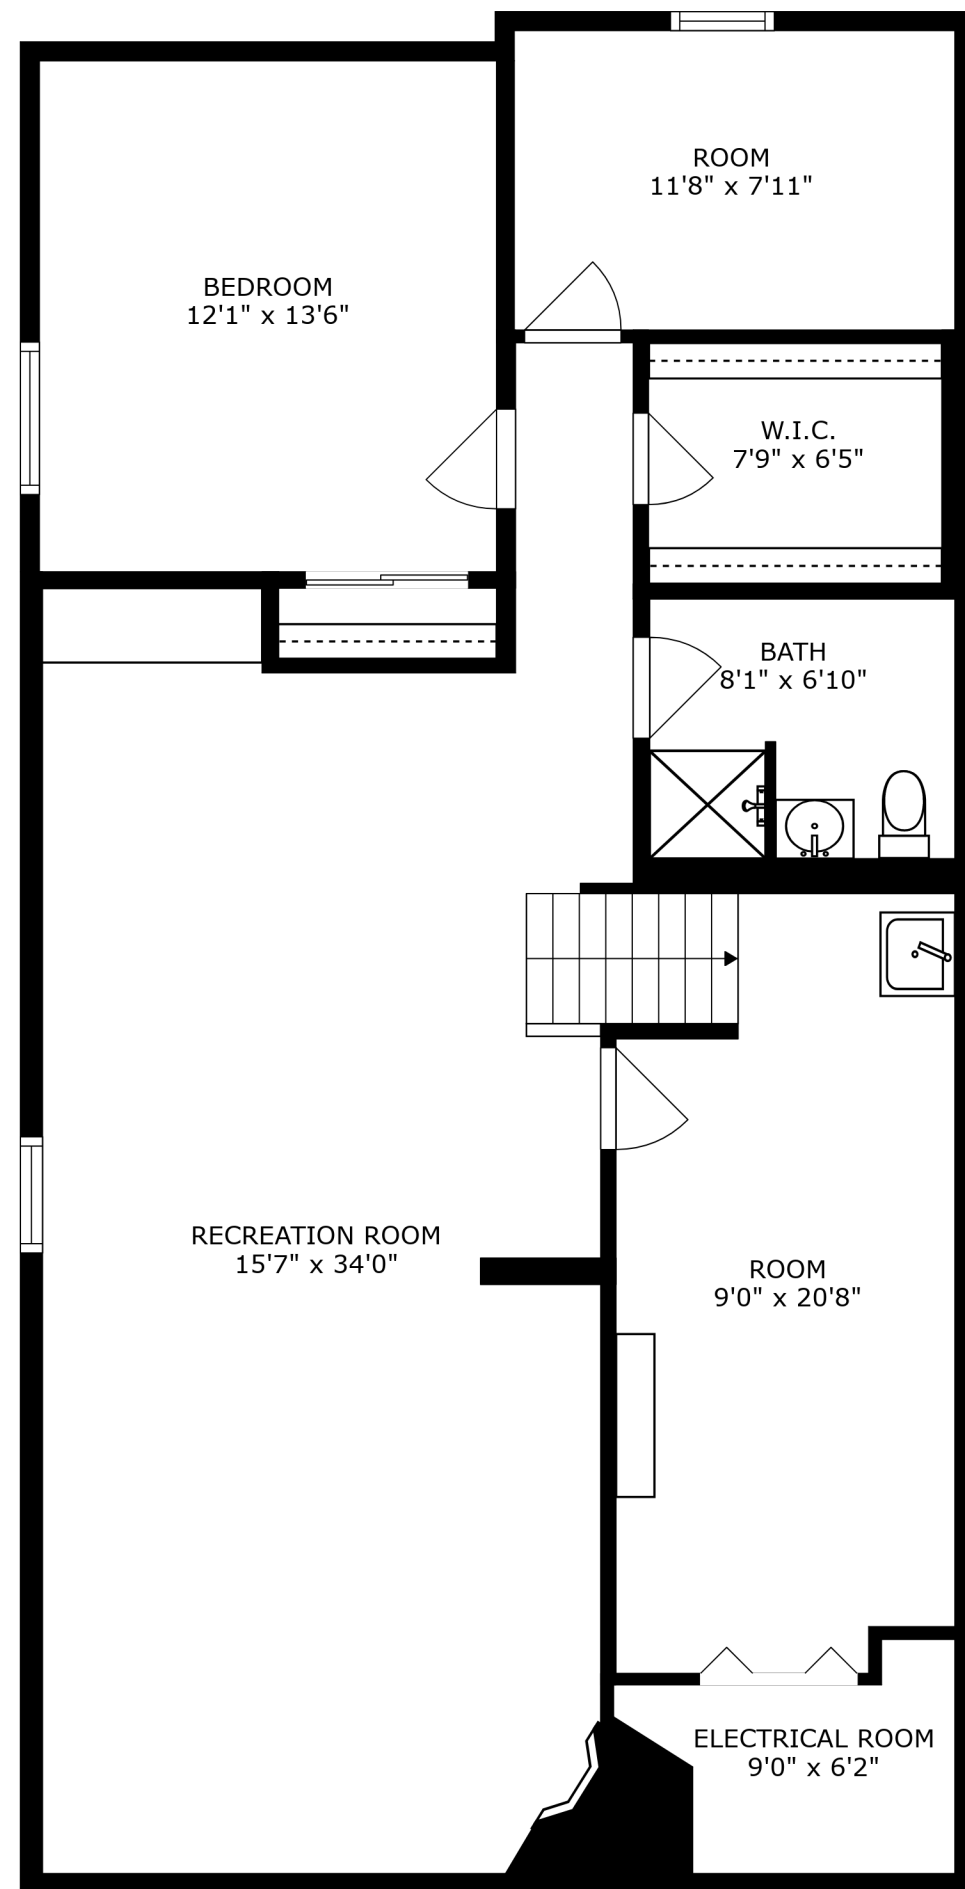 ROOM
11'8" x 7'11"
BEDROOM
12'1" x 13'6"
W.I.C.
7'9" x 6'5"
BATH
8'1" x 6'10"
RECREATION ROOM
15'7" x 34'0"
ROOM
9'0" x 20'8"
ELECTRICAL ROOM
9'0" x 6'2"